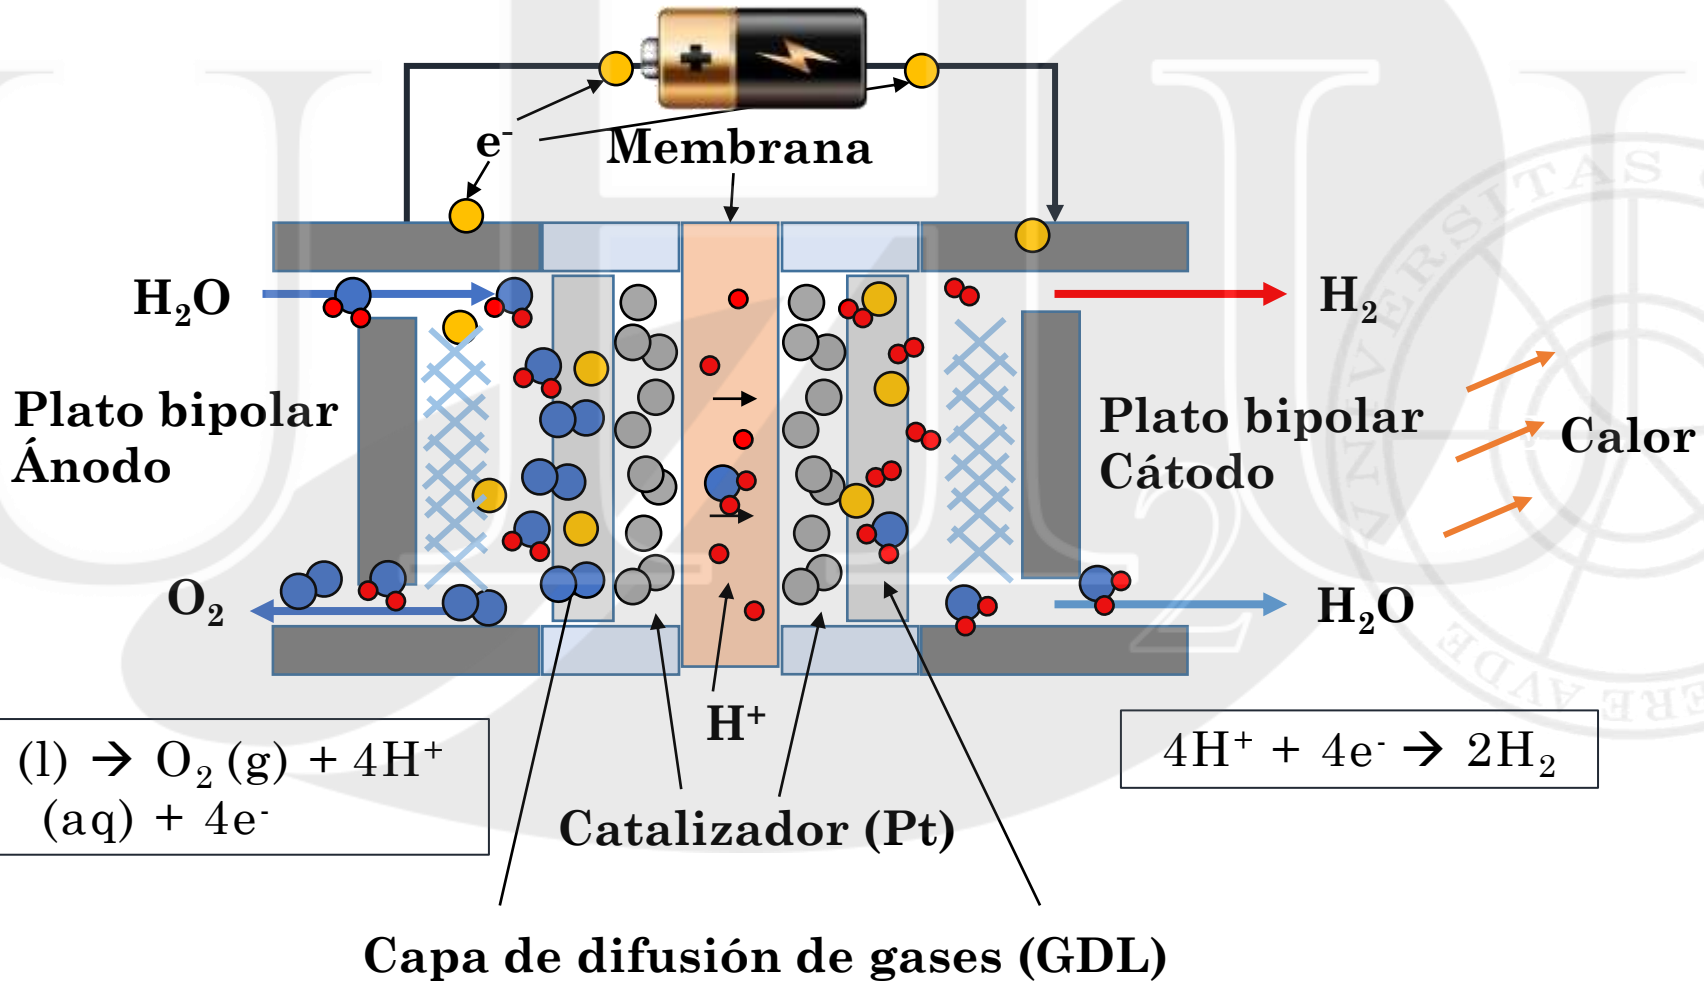 e-
Membrana
H2O
H2
Plato bipolar
Ánodo
Plato bipolar
Cátodo
Calor
O2
H2O
H+
(l) → O2 (g) + 4H+
(aq) + 4e-
4H+ + 4e- → 2H2
Catalizador (Pt)
Capa de difusión de gases (GDL)